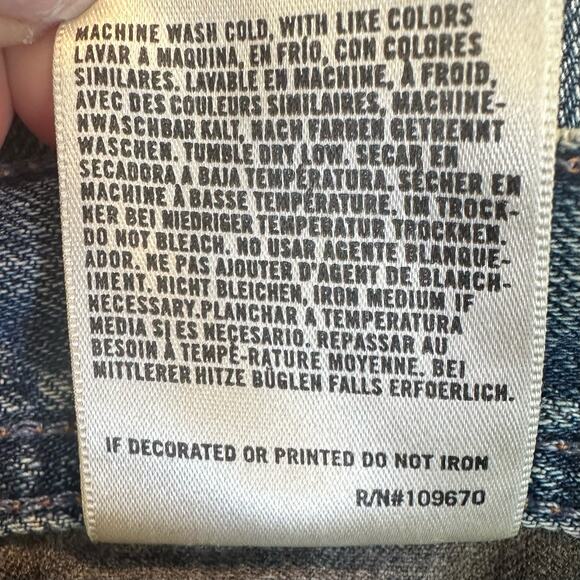 MACHINE WASH COLD, WITH LIKE COLORS
LAVAR A MAQUINA, EN FRÍO, CON COLORES
SIMILARES. LAVABLE EN MACHINE, À FROID,
AVEC DES COULEURS SIMILAIRES, MACHINE-
NWASCHBAR KALT, NACH FARBEN GETRENNT
WASCHEN. TUMBLE DRY LOW. SECAR EN
SECADORA A BAJA TEMPERATURA. SÉCHER EN
MACHINE À BASSE TEMPÉRATURE. IM TROCK-
NER BEI NIEDRIGER TEMPERATUR TROCKNEN.
DO NOT BLEACH. NO USAR AGENTE BLANQUE-
ADOR. NE PAS AJOUTER D'AGENT DE BLANCH-
IMENT. NICHT BLEICHEN, IRON MEDIUM IF
NECESSARY.PLANCHAR A TEMPERATURA
MEDIA SI ES NECESARIO. REPASSAR AU
BESOIN À TEMPÉ-RATURE MOYENNE. BEI
MITTLERER HITZE BÜGLEN FALLS ERFOERLICH.
IF DECORATED OR PRINTED DO NOT IRON
R/N#109670